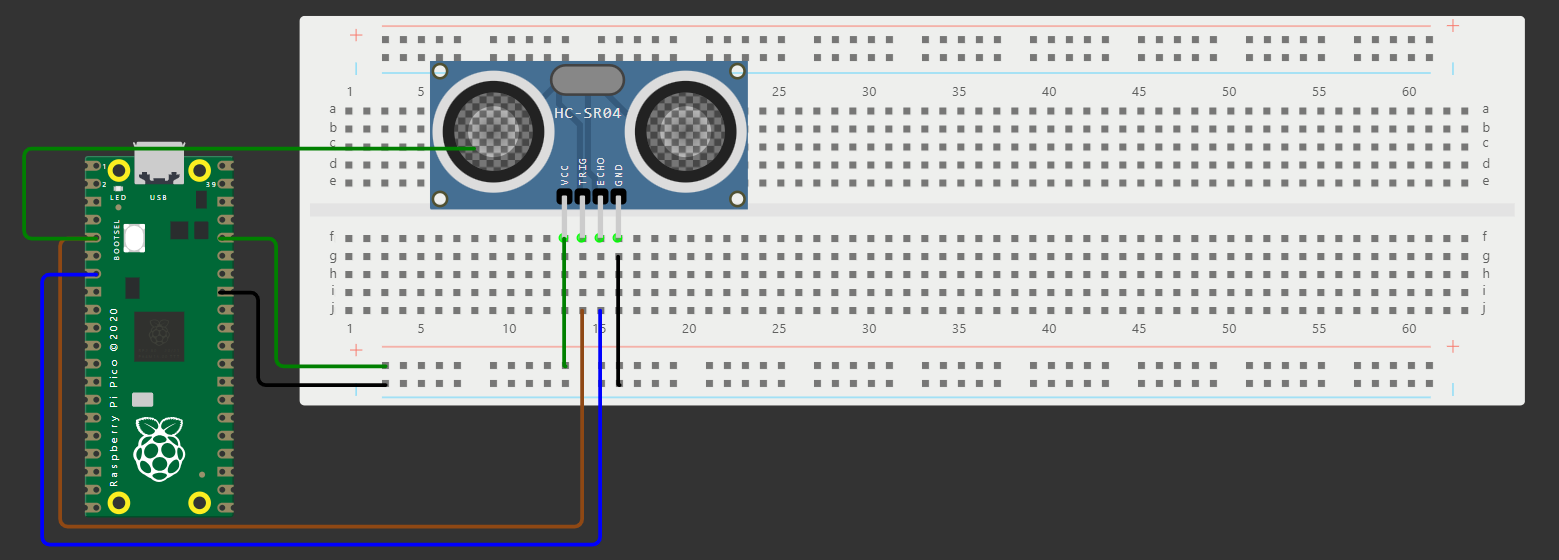 1 5 25 30 35 40 45 50 55 60
a a
b b
c c
d d
e e
HC-SR04
VCC TRIG ECHO GND
f f
g g
h h
i i
j j
1 5 10 15 20 25 30 35 40 45 50 55 60
1
2
39
LED
USB
BOOTSEL
Raspberry Pi Pico ©2020